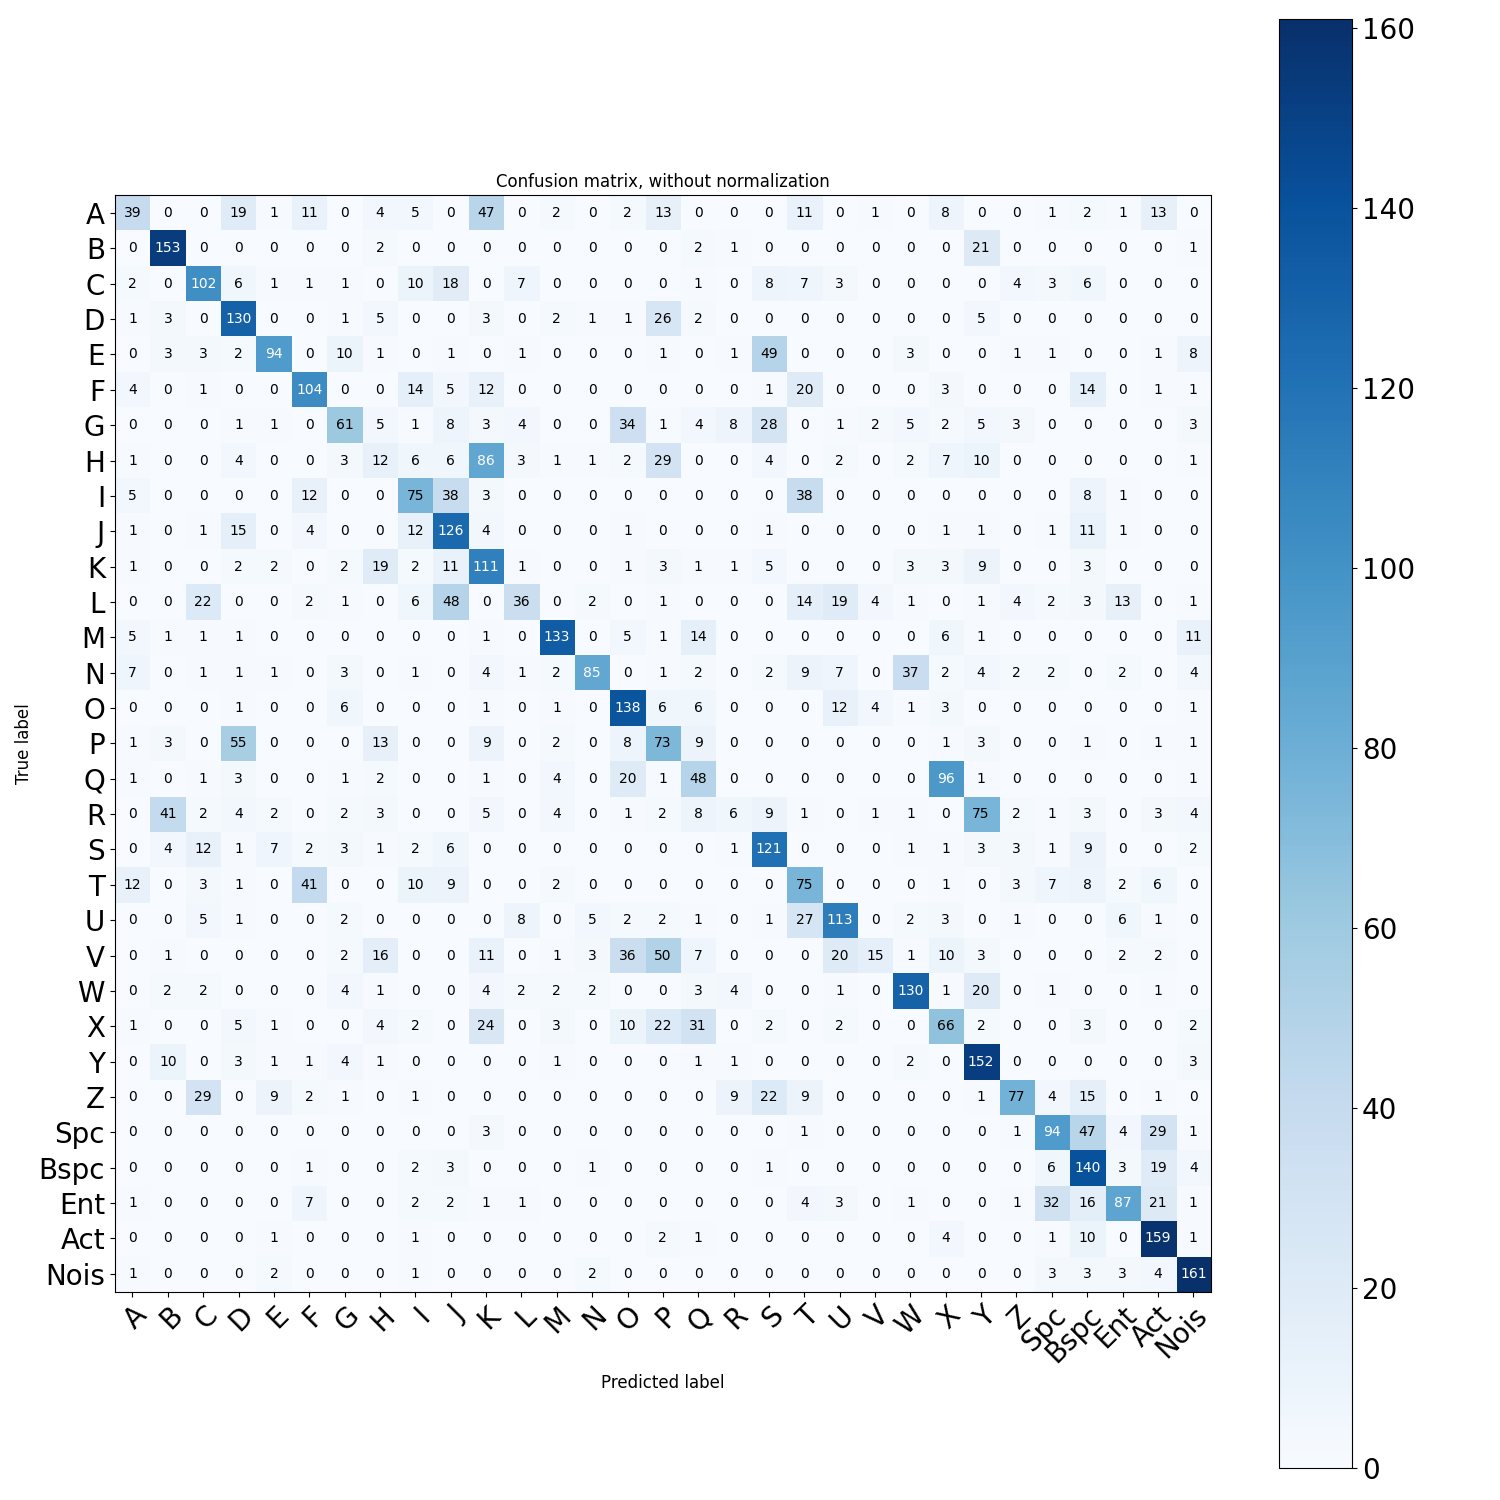 Confusion matrix, without normalization
A 39 0 0 19 1 11 0 4 5 0 47 0 2 0 2 13 0 0 0 11 0 1 0 8 0 0 1 2 1 13 0
B 0 153 0 0 0 0 0 2 0 0 0 0 0 0 0 0 2 1 0 0 0 0 0 0 21 0 0 0 0 0 1
C 2 0 102 6 1 1 1 0 10 18 0 7 0 0 0 0 1 0 8 7 3 0 0 0 0 4 3 6 0 0 0
D 1 3 0 130 0 0 1 5 0 0 3 0 2 1 1 26 2 0 0 0 0 0 0 0 5 0 0 0 0 0 0
E 0 3 3 2 94 0 10 1 0 1 0 1 0 0 0 1 0 1 49 0 0 0 3 0 0 1 1 0 0 1 8
F 4 0 1 0 0 104 0 0 14 5 12 0 0 0 0 0 0 0 1 20 0 0 0 3 0 0 0 14 0 1 1
G 0 0 0 1 1 0 61 5 1 8 3 4 0 0 34 1 4 8 28 0 1 2 5 2 5 3 0 0 0 0 3
H 1 0 0 4 0 0 3 12 6 6 86 3 1 1 2 29 0 0 4 0 2 0 2 7 10 0 0 0 0 0 1
I 5 0 0 0 0 12 0 0 75 38 3 0 0 0 0 0 0 0 0 38 0 0 0 0 0 0 0 8 1 0 0
J 1 0 1 15 0 4 0 0 12 126 4 0 0 0 1 0 0 0 1 0 0 0 0 1 1 0 1 11 1 0 0
K 1 0 0 2 2 0 2 19 2 11 111 1 0 0 1 3 1 1 5 0 0 0 3 3 9 0 0 3 0 0 0
L 0 0 22 0 0 2 1 0 6 48 0 36 0 2 0 1 0 0 0 14 19 4 1 0 1 4 2 3 13 0 1
M 5 1 1 1 0 0 0 0 0 0 1 0 133 0 5 1 14 0 0 0 0 0 0 6 1 0 0 0 0 0 11
N 7 0 1 1 1 0 3 0 1 0 4 1 2 85 0 1 2 0 2 9 7 0 37 2 4 2 2 0 2 0 4
O 0 0 0 1 0 0 6 0 0 0 1 0 1 0 138 6 6 0 0 0 12 4 1 3 0 0 0 0 0 0 1
P 1 3 0 55 0 0 0 13 0 0 9 0 2 0 8 73 9 0 0 0 0 0 0 1 3 0 0 1 0 1 1
Q 1 0 1 3 0 0 1 2 0 0 1 0 4 0 20 1 48 0 0 0 0 0 0 96 1 0 0 0 0 0 1
R 0 41 2 4 2 0 2 3 0 0 5 0 4 0 1 2 8 6 9 1 0 1 1 0 75 2 1 3 0 3 4
S 0 4 12 1 7 2 3 1 2 6 0 0 0 0 0 0 0 1 121 0 0 0 1 1 3 3 1 9 0 0 2
T 12 0 3 1 0 41 0 0 10 9 0 0 2 0 0 0 0 0 0 75 0 0 0 1 0 3 7 8 2 6 0
U 0 0 5 1 0 0 2 0 0 0 0 8 0 5 2 2 1 0 1 27 113 0 2 3 0 1 0 0 6 1 0
V 0 1 0 0 0 0 2 16 0 0 11 0 1 3 36 50 7 0 0 0 20 15 1 10 3 0 0 0 2 2 0
W 0 2 2 0 0 0 4 1 0 0 4 2 2 2 0 0 3 4 0 0 1 0 130 1 20 0 1 0 0 1 0
X 1 0 0 5 1 0 0 4 2 0 24 0 3 0 10 22 31 0 2 0 2 0 0 66 2 0 0 3 0 0 2
Y 0 10 0 3 1 1 4 1 0 0 0 0 1 0 0 0 1 1 0 0 0 0 2 0 152 0 0 0 0 0 3
Z 0 0 29 0 9 2 1 0 1 0 0 0 0 0 0 0 0 9 22 9 0 0 0 0 1 77 4 15 0 1 0
Spc 0 0 0 0 0 0 0 0 0 0 3 0 0 0 0 0 0 0 0 1 0 0 0 0 0 1 94 47 4 29 1
Bspc 0 0 0 0 0 1 0 0 2 3 0 0 0 1 0 0 0 0 1 0 0 0 0 0 0 0 6 140 3 19 4
Ent 1 0 0 0 0 7 0 0 2 2 1 1 0 0 0 0 0 0 0 4 3 0 1 0 0 1 32 16 87 21 1
Act 0 0 0 0 1 0 0 0 1 0 0 0 0 0 0 2 1 0 0 0 0 0 0 4 0 0 1 10 0 159 1
Nois 1 0 0 0 2 0 0 0 1 0 0 0 0 2 0 0 0 0 0 0 0 0 0 0 0 0 3 3 3 4 161
A B C D E F G H I J K L M N O P Q R S T U V W X Y Z Spc Bspc Ent Act Nois
Predicted label
True label
160
140
120
100
80
60
40
20
0